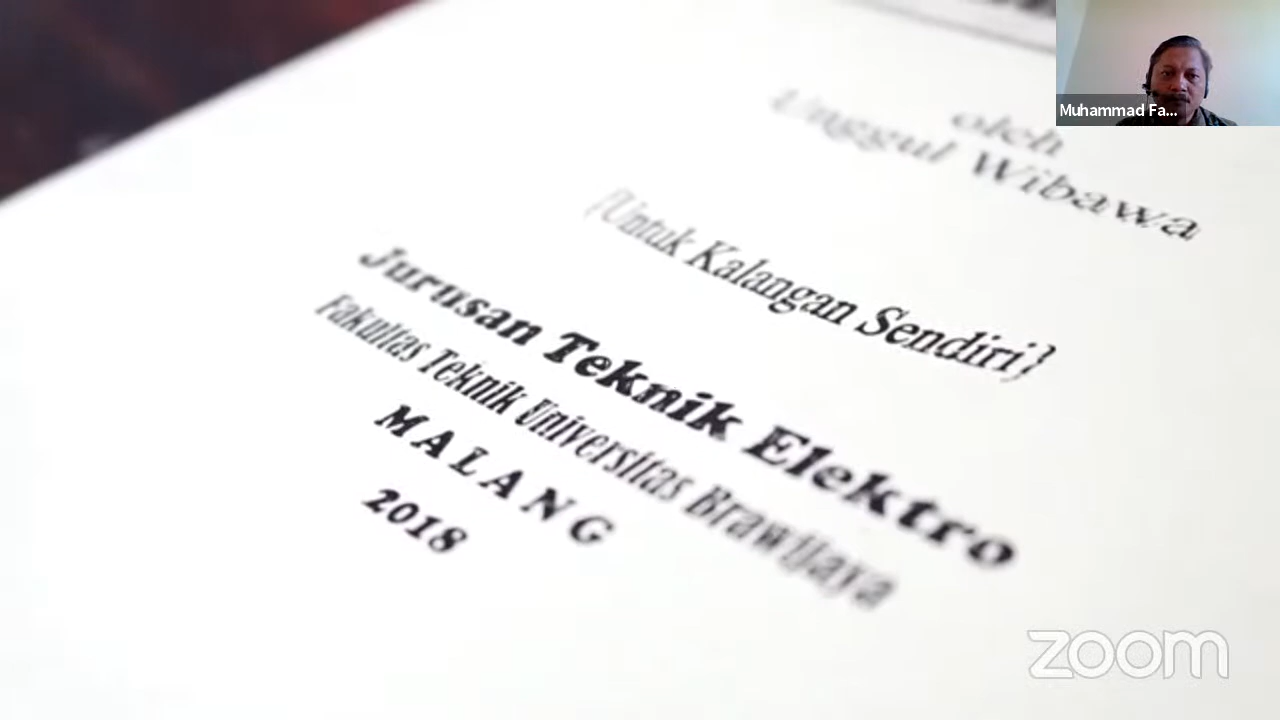 oleh
Unggul Wibawa
{Untuk Kalangan Sendiri}
Jurusan Teknik Elektro
Fakultas Teknik Universitas Brawijaya
MALANG
2018
Muhammad Fa...
zoom